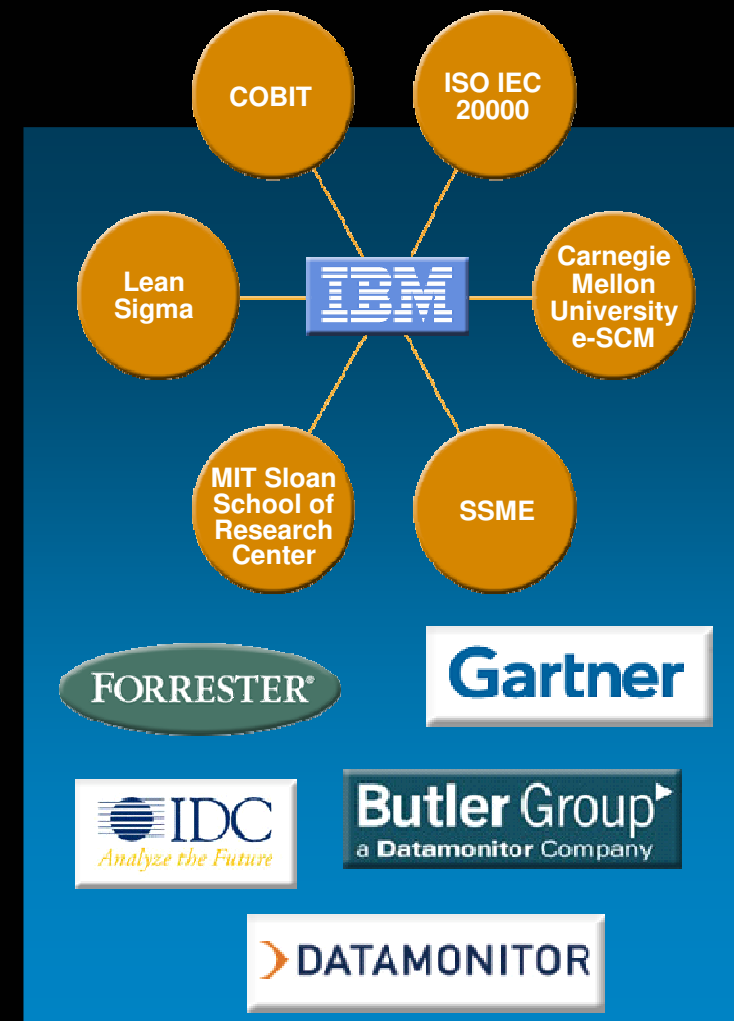 COBIT
ISO IEC
20000
Lean
Sigma
IBM
Carnegie
Mellon
University
e-SCM
MIT Sloan
School of
Research
Center
SSME
FORRESTER®
Gartner
IDC
Analyze the Future
Butler Group
a Datamonitor Company
DATAMONITOR